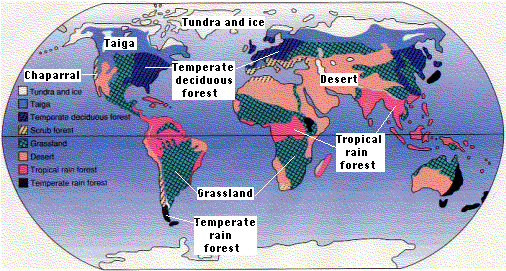 Tundra and ice
Taiga
Temperate
deciduous
forest
Chaparral
Desert
Tundra and ice
Taiga
Temperate deciduous forest
Scrub forest
Grassland
Desert
Tropical rain forest
Temperate rain forest
Tropical
rain
forest
Grassland
Temperate
rain
forest